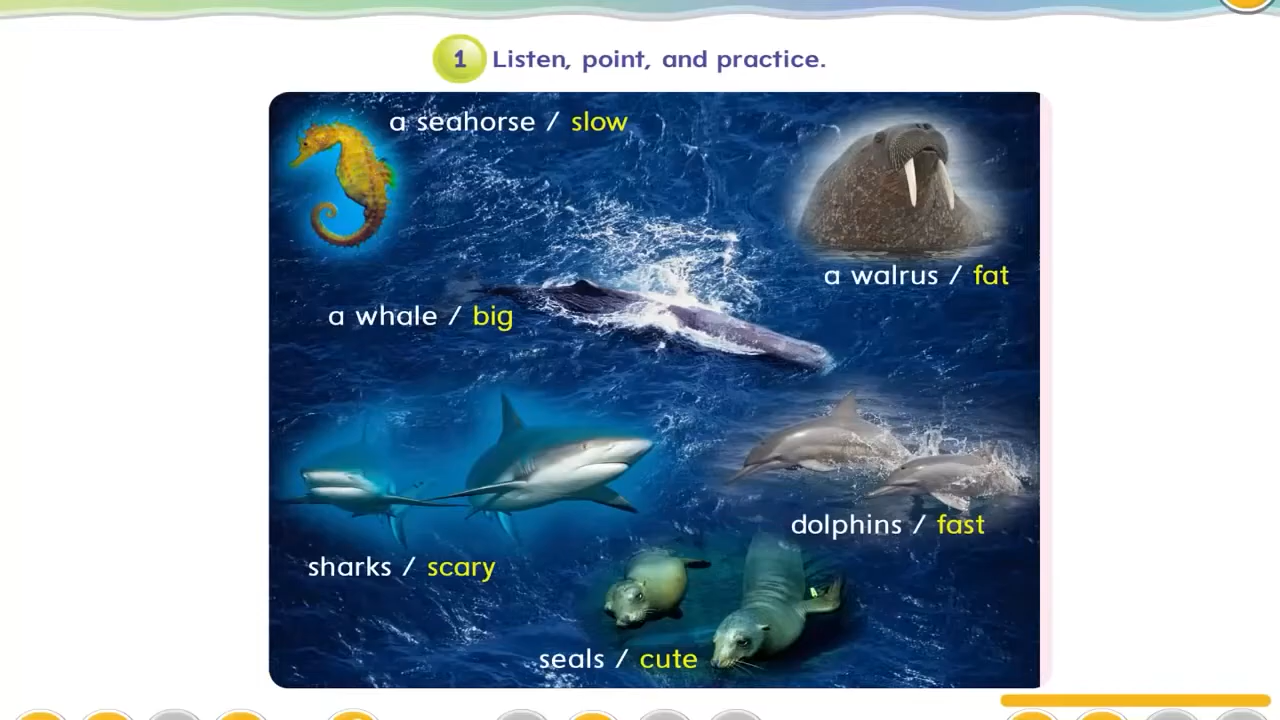 1 Listen, point, and practice.
a seahorse / slow
a walrus / fat
a whale / big
dolphins / fast
sharks / scary
seals / cute